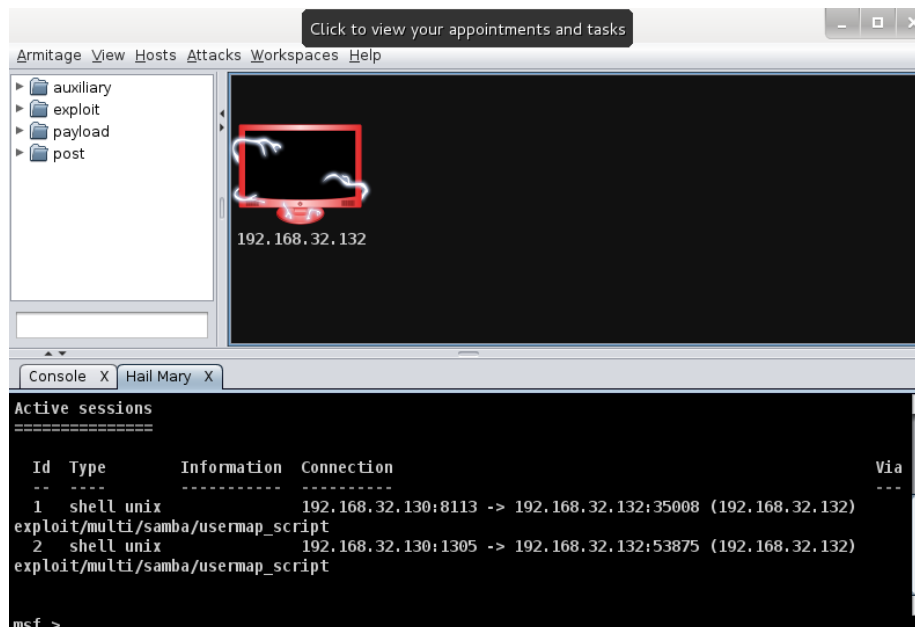 Click to view your appointments and tasks
Armitage View Hosts Attacks Workspaces Help
auxiliary
exploit
payload
post
192.168.32.132
Console X Hail Mary X
Active sessions
===============
Id Type Information Connection Via
-- ---- ----------- ---------- ---
1 shell unix 192.168.32.130:8113 -> 192.168.32.132:35008 (192.168.32.132)
exploit/multi/samba/usermap_script
2 shell unix 192.168.32.130:1305 -> 192.168.32.132:53875 (192.168.32.132)
exploit/multi/samba/usermap_script
msf >